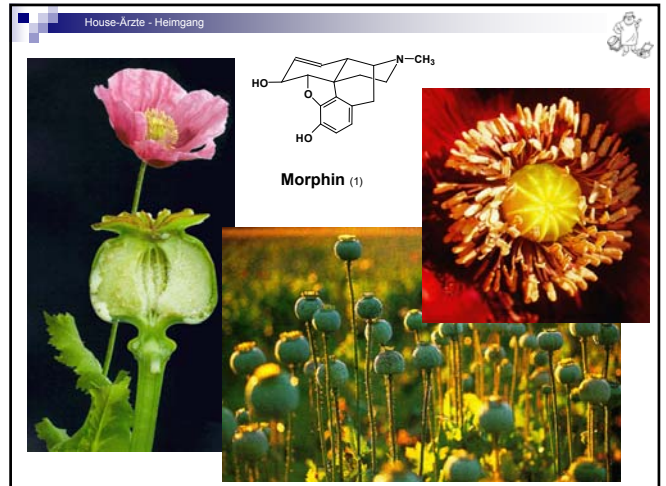 House-Ärzte - Heimgang
N CH₃
HO
O
HO
Morphin (1)